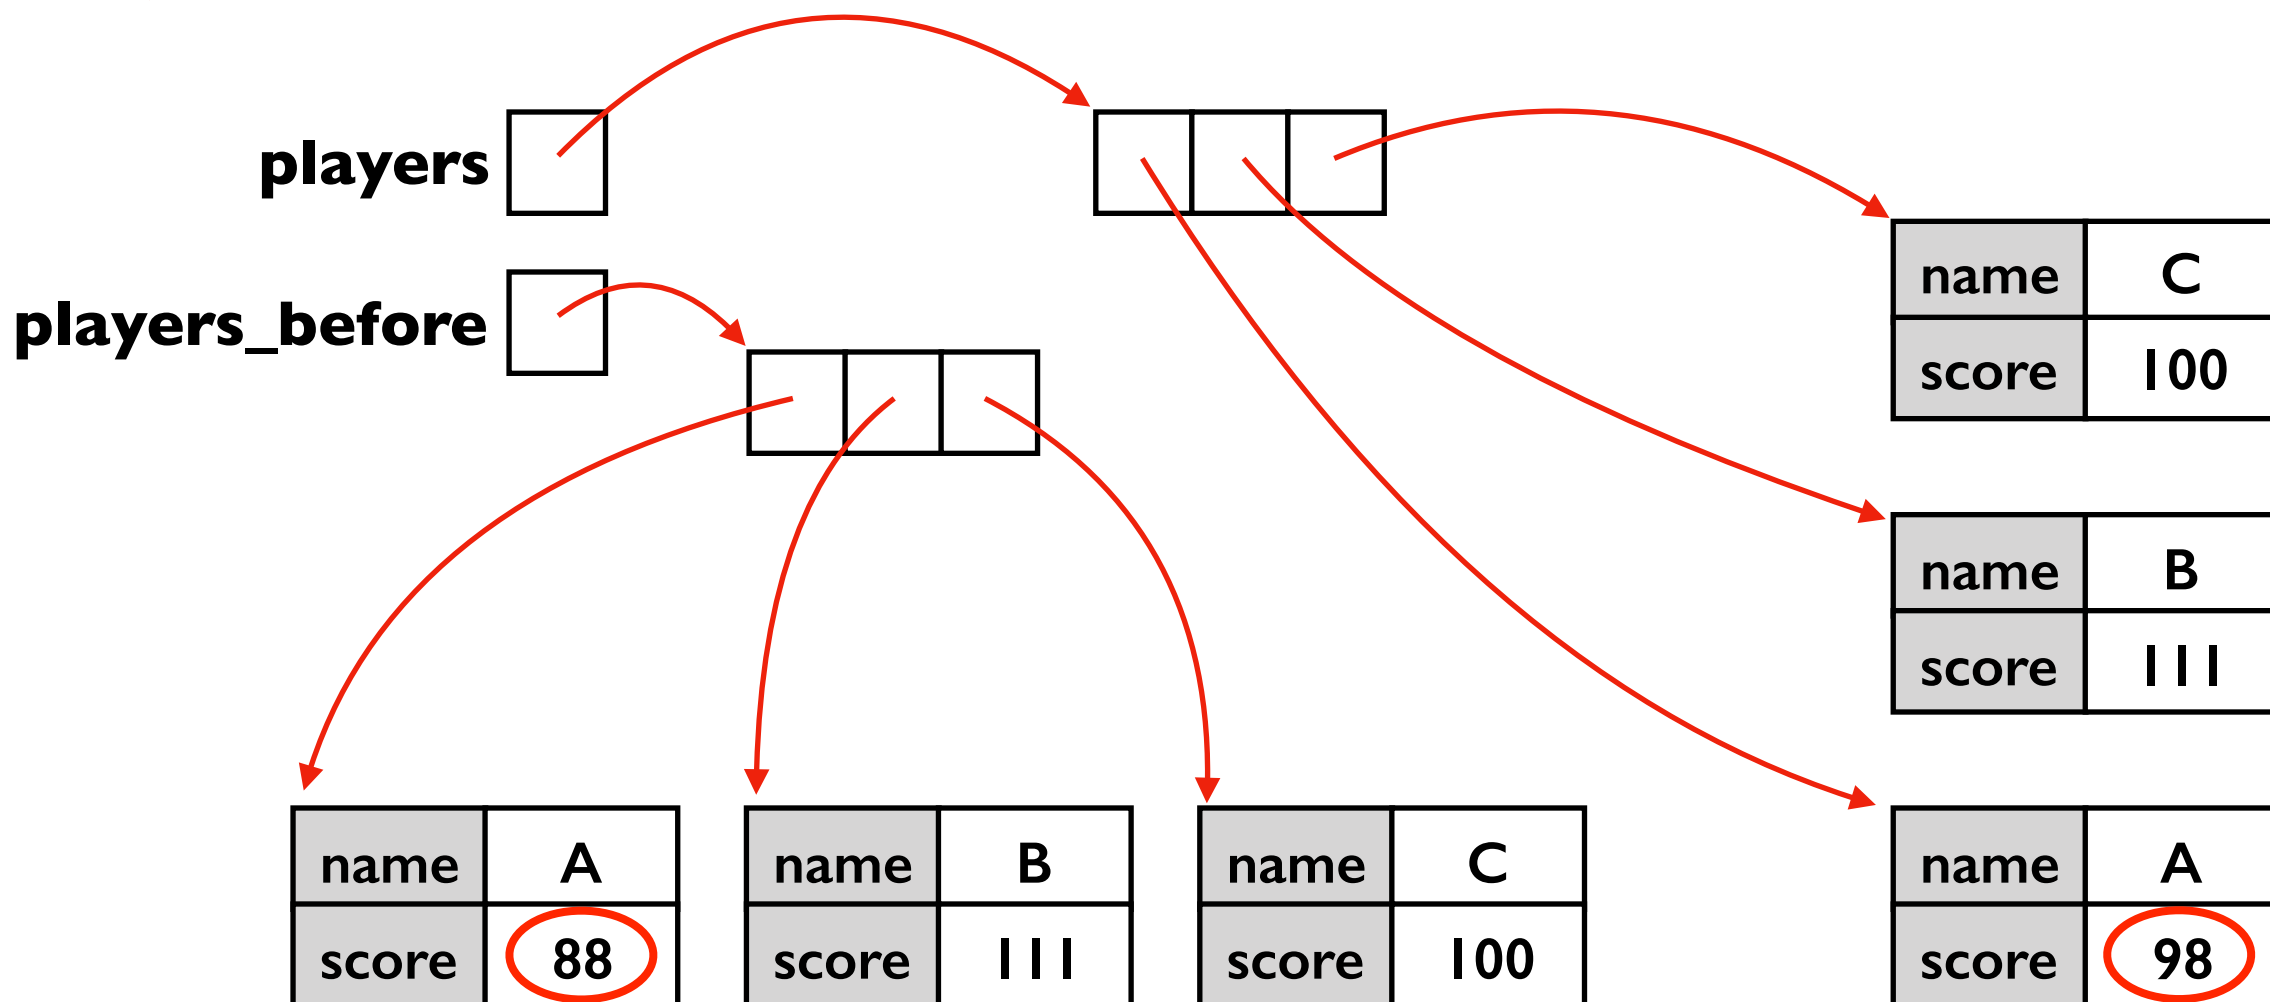 players
players_before
name C
score 100
name B
score 111
name A name B name C name A
score 88 score 111 score 100 score 98